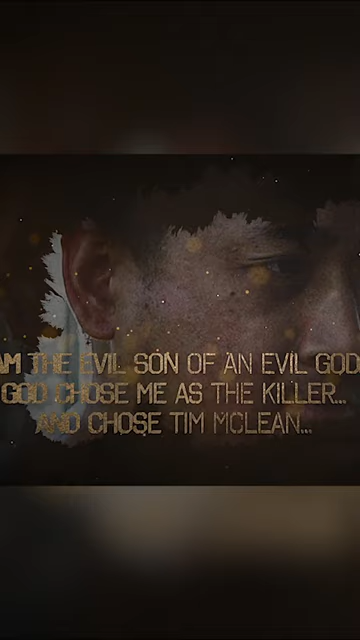 AM THE EVIL SON OF AN EVIL GOD
GOD CHOSE ME AS THE KILLER...
AND CHOSE TIM MCLEAN...